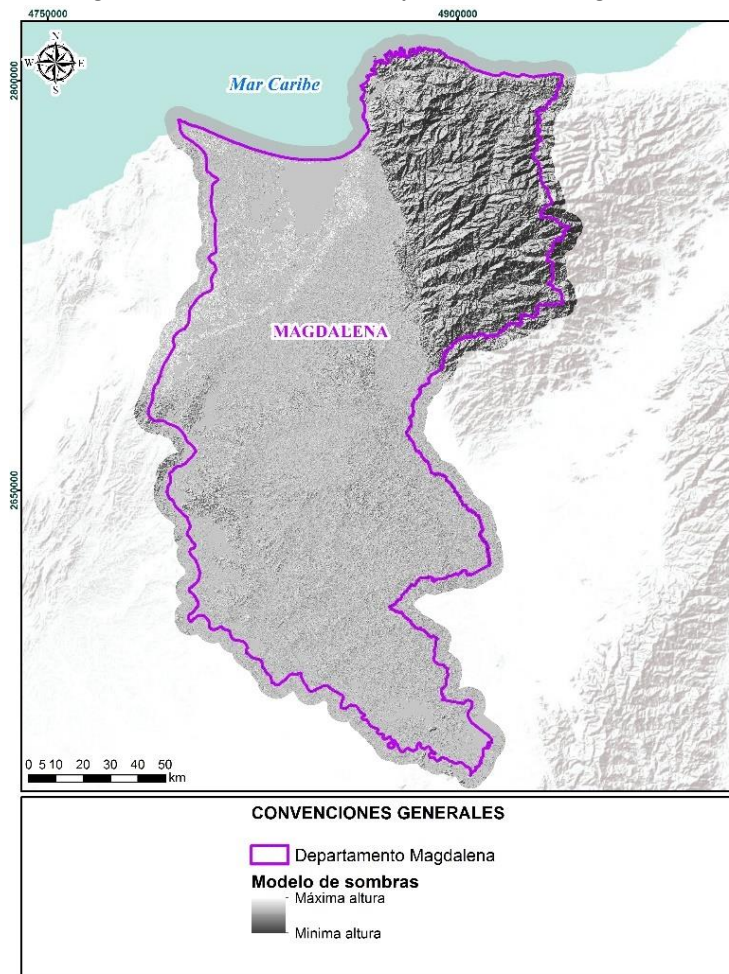 4750000 4900000
N
W E
S
2800000
Mar Caribe
MAGDALENA
2650000
0 5 10 20 30 40 50
km
CONVENCIONES GENERALES
Departamento Magdalena
Modelo de sombras
Máxima altura
Minima altura